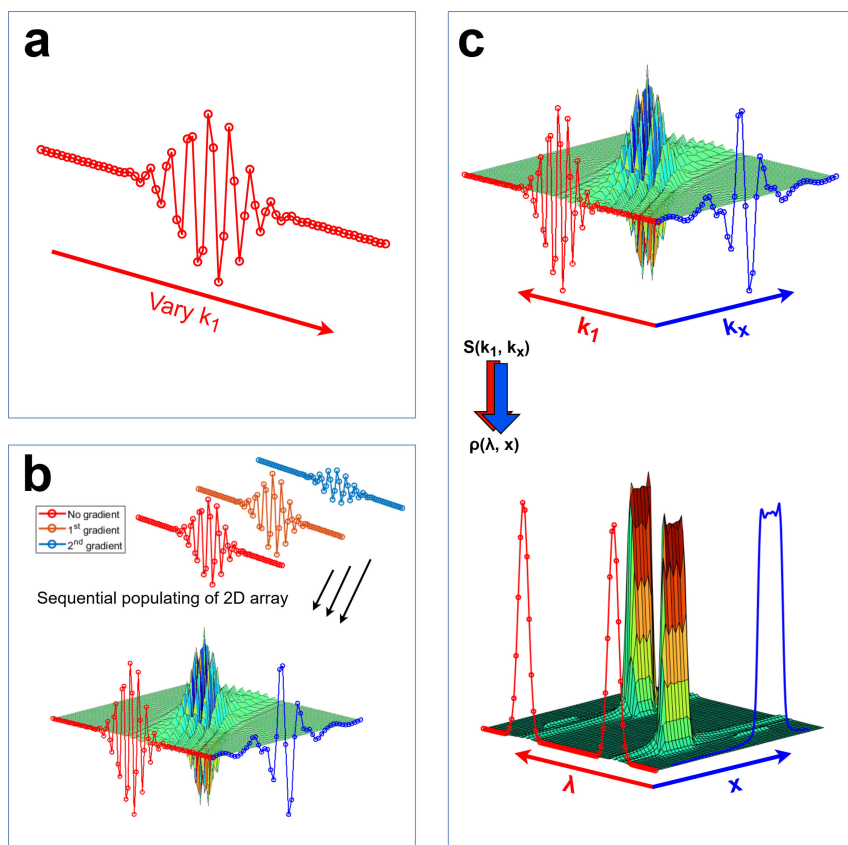 a
Vary k₁
b
No gradient
1st gradient
2nd gradient
Sequential populating of 2D array
c
k₁
kₓ
S(k₁, kₓ)
ρ(λ, x)
λ
x